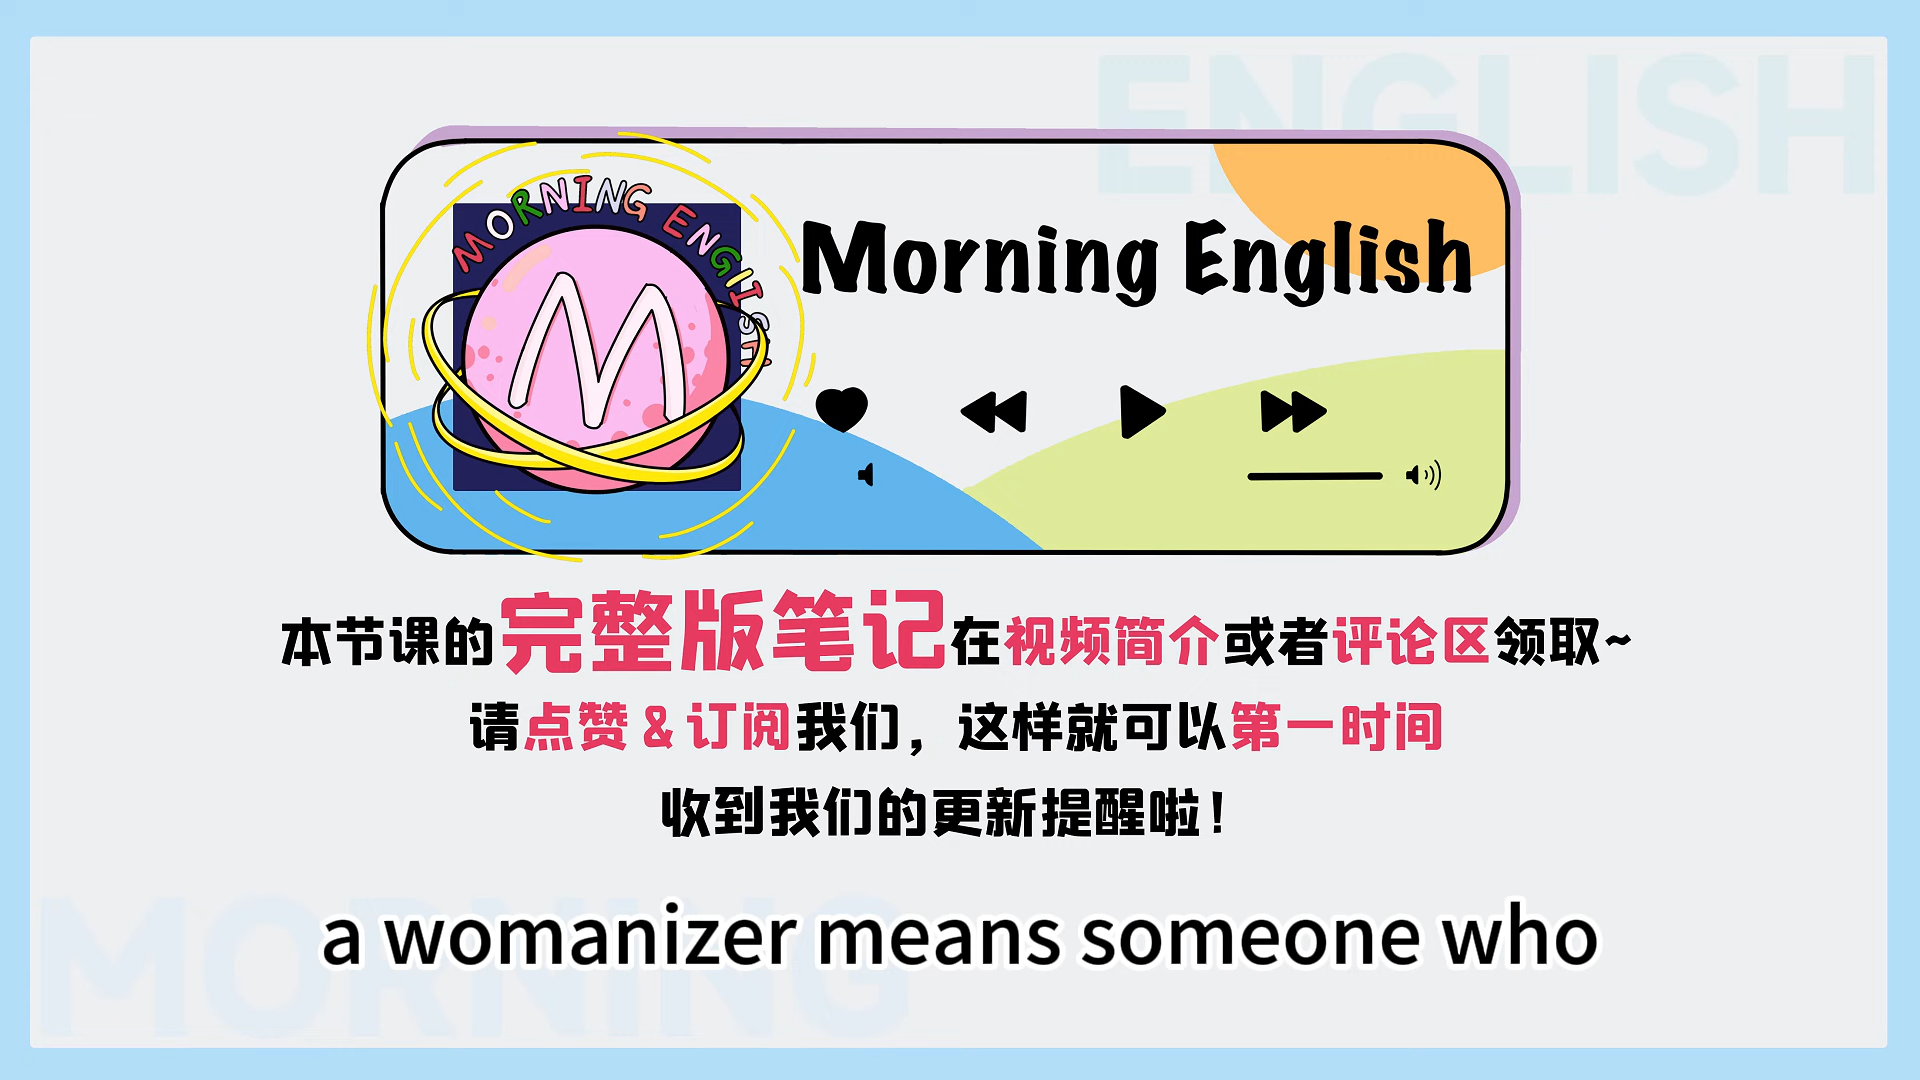 ENGLISH
MORNING ENGLISH
M
Morning English
本节课的完整版笔记在视频简介或者评论区领取~
请点赞&订阅我们，这样就可以第一时间
收到我们的更新提醒啦！
MORNING
a womanizer means someone who